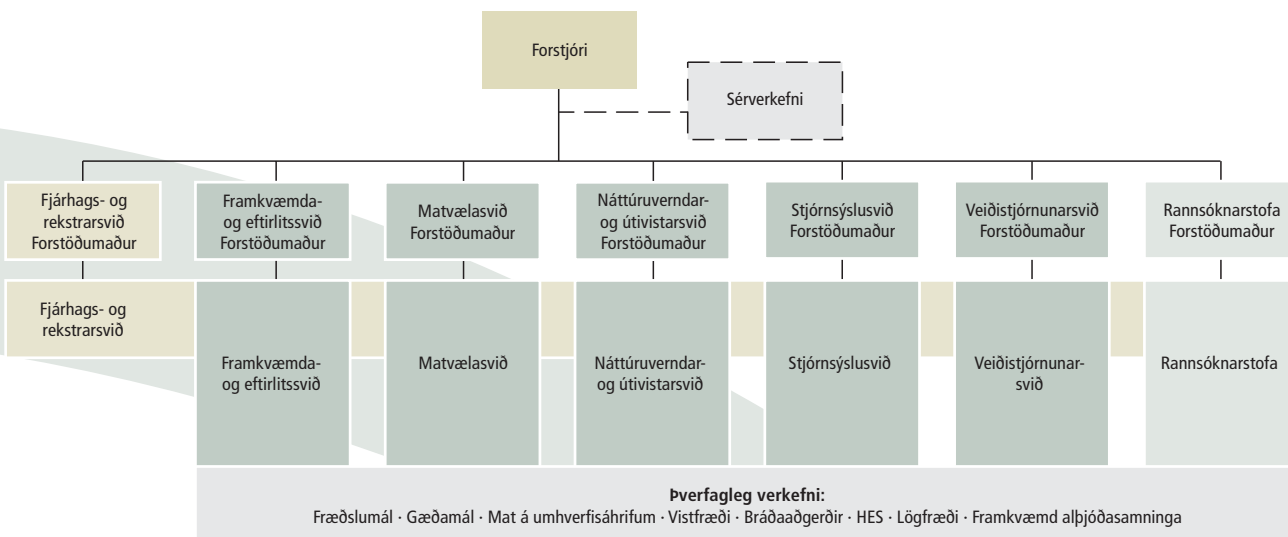 Forstjóri
Sérverkefni
Fjárhags- og
rekstrarsvið
Forstöðumaður
Framkvæmda-
og eftirlitssvið
Forstöðumaður
Matvælasvið
Forstöðumaður
Náttúruverndar-
og útivistarsvið
Forstöðumaður
Stjórnsýslusvið
Forstöðumaður
Veiðistjórnunarsvið
Forstöðumaður
Rannsóknarstofa
Forstöðumaður
Fjárhags- og
rekstrarsvið
Framkvæmda-
og eftirlitssvið
Matvælasvið
Náttúruverndar-
og útivistarsvið
Stjórnsýslusvið
Veiðistjórnunar-
svið
Rannsóknarstofa
Þverfagleg verkefni:
Fræðslumál · Gæðamál · Mat á umhverfisáhrifum · Vistfræði · Bráðaaðgerðir · HES · Lögfræði · Framkvæmd alþjóðasamninga